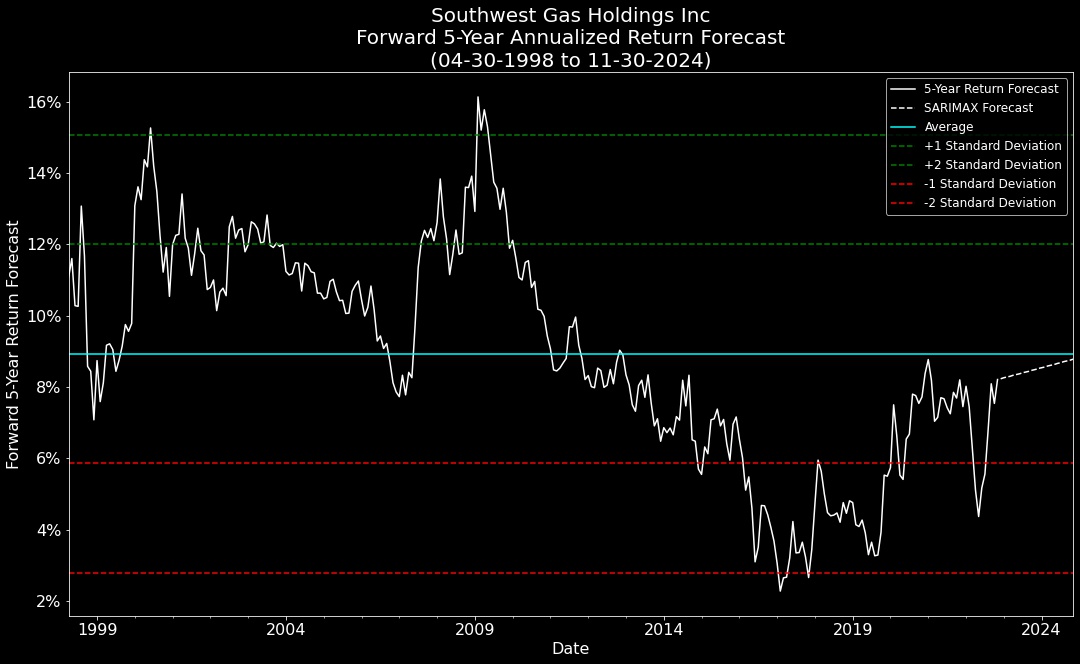 Southwest Gas Holdings Inc
Forward 5-Year Annualized Return Forecast
(04-30-1998 to 11-30-2024)
5-Year Return Forecast
SARIMAX Forecast
Average
+1 Standard Deviation
+2 Standard Deviation
-1 Standard Deviation
-2 Standard Deviation
Forward 5-Year Return Forecast
16%
14%
12%
10%
8%
6%
4%
2%
1999
2004
2009
2014
2019
2024
Date